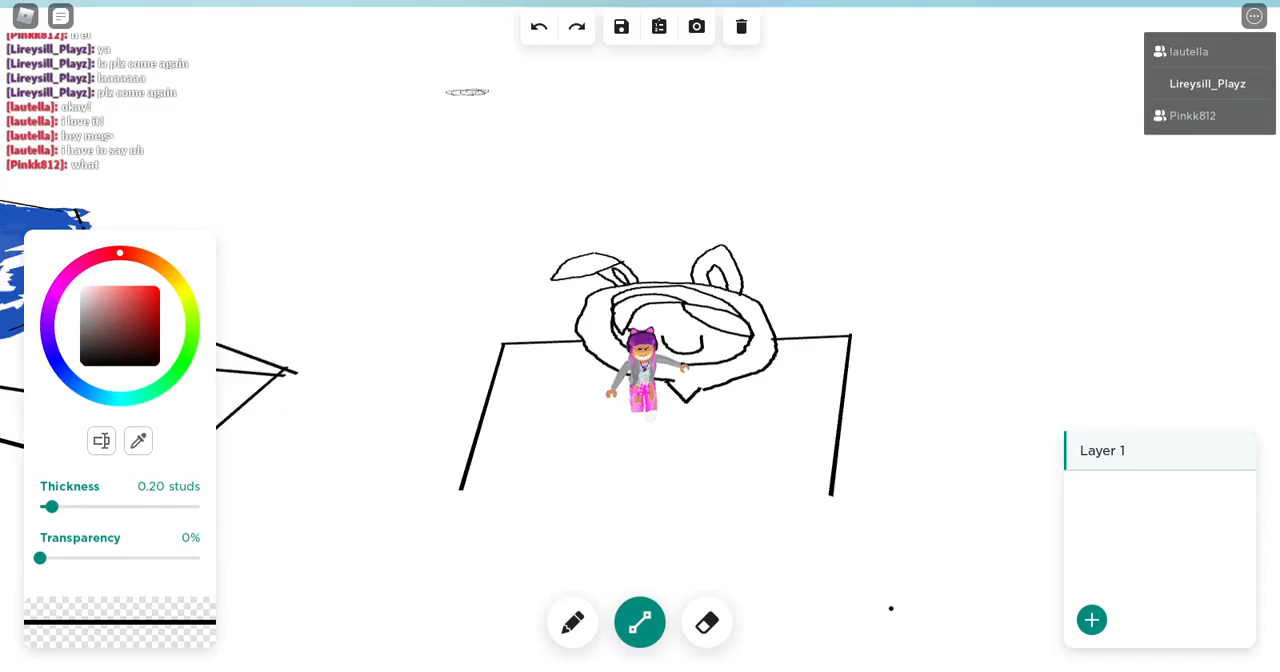 [Pinkk812]:
[Lireysill_Playz]: ya
[Lireysill_Playz]: la plz come again
[Lireysill_Playz]: laaaaaaa
[Lireysill_Playz]: plz come again
[lautella]: okay!
[lautella]: i love it!
[lautella]: hey meg>
[lautella]: i have to say uh
[Pinkk812]: what
lautella
Lireysill_Playz
Pinkk812
Thickness 0.20 studs
Transparency 0%
Layer 1